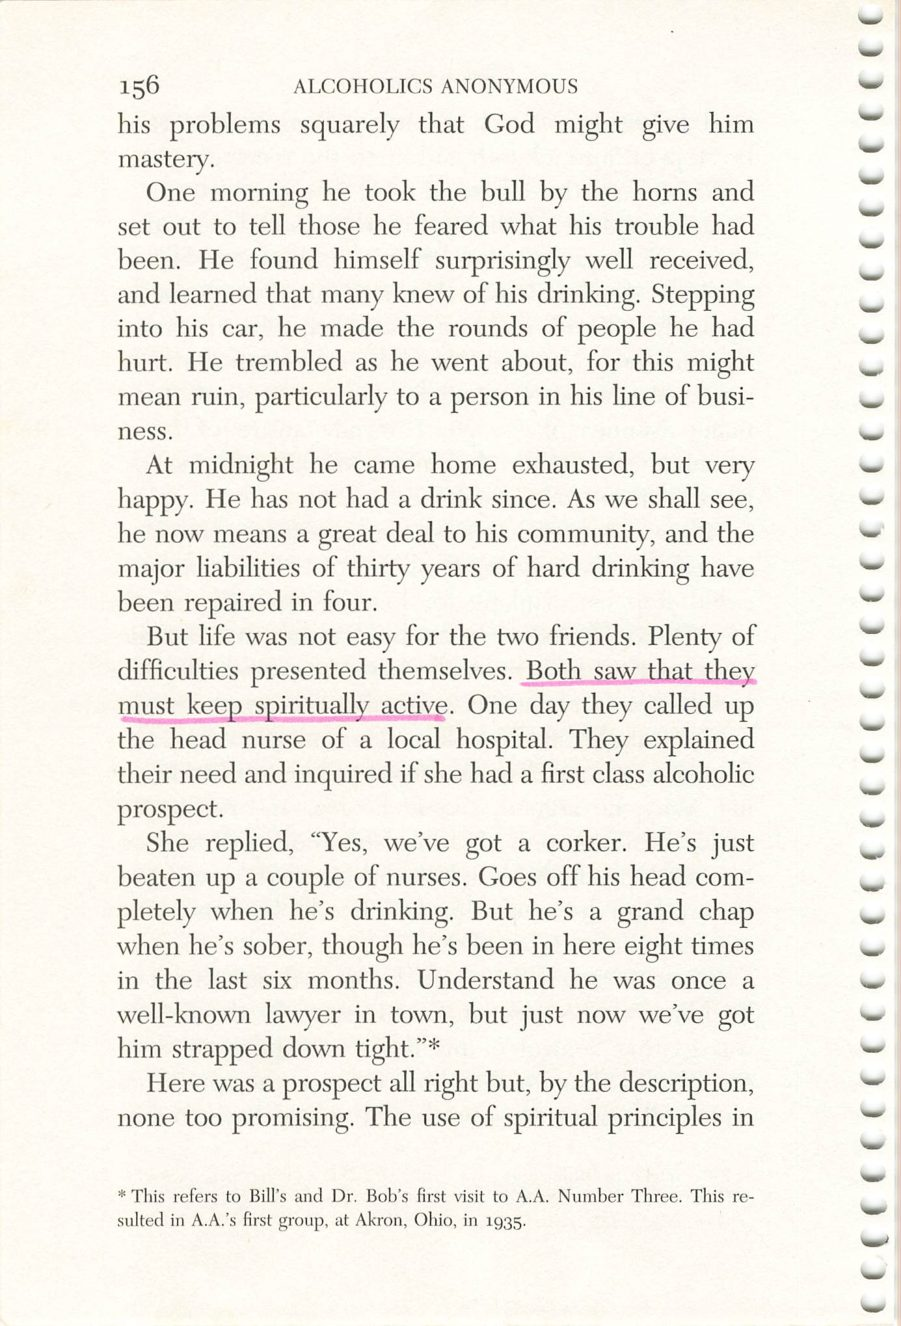 156 ALCOHOLICS ANONYMOUS
his problems squarely that God might give him
mastery.
One morning he took the bull by the horns and
set out to tell those he feared what his trouble had
been. He found himself surprisingly well received,
and learned that many knew of his drinking. Stepping
into his car, he made the rounds of people he had
hurt. He trembled as he went about, for this might
mean ruin, particularly to a person in his line of busi-
ness.
At midnight he came home exhausted, but very
happy. He has not had a drink since. As we shall see,
he now means a great deal to his community, and the
major liabilities of thirty years of hard drinking have
been repaired in four.
But life was not easy for the two friends. Plenty of
difficulties presented themselves. Both saw that they
must keep spiritually active. One day they called up
the head nurse of a local hospital. They explained
their need and inquired if she had a first class alcoholic
prospect.
She replied, “Yes, we’ve got a corker. He’s just
beaten up a couple of nurses. Goes off his head com-
pletely when he’s drinking. But he’s a grand chap
when he’s sober, though he’s been in here eight times
in the last six months. Understand he was once a
well-known lawyer in town, but just now we’ve got
him strapped down tight.”*
Here was a prospect all right but, by the description,
none too promising. The use of spiritual principles in
* This refers to Bill’s and Dr. Bob’s first visit to A.A. Number Three. This re-
sulted in A.A.’s first group, at Akron, Ohio, in 1935.